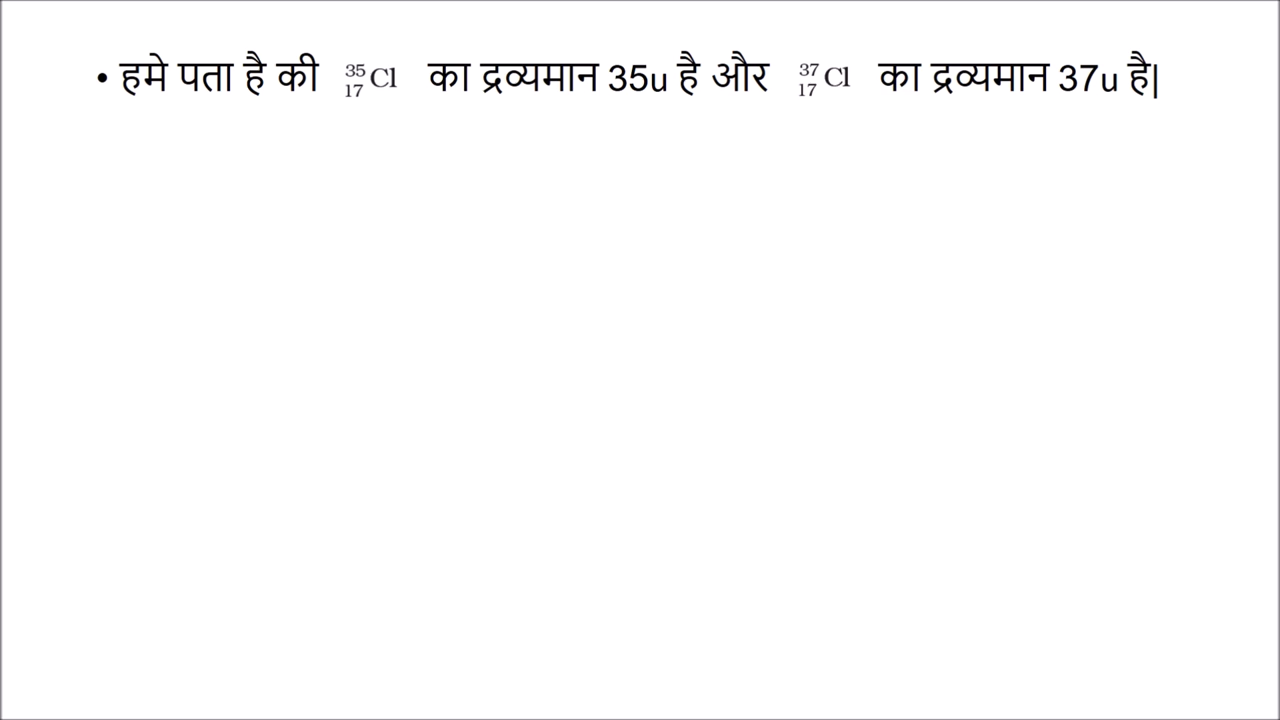 • हमे पता है की ³⁵₁₇Cl का द्रव्यमान 35u है और ³⁷₁₇Cl का द्रव्यमान 37u है|